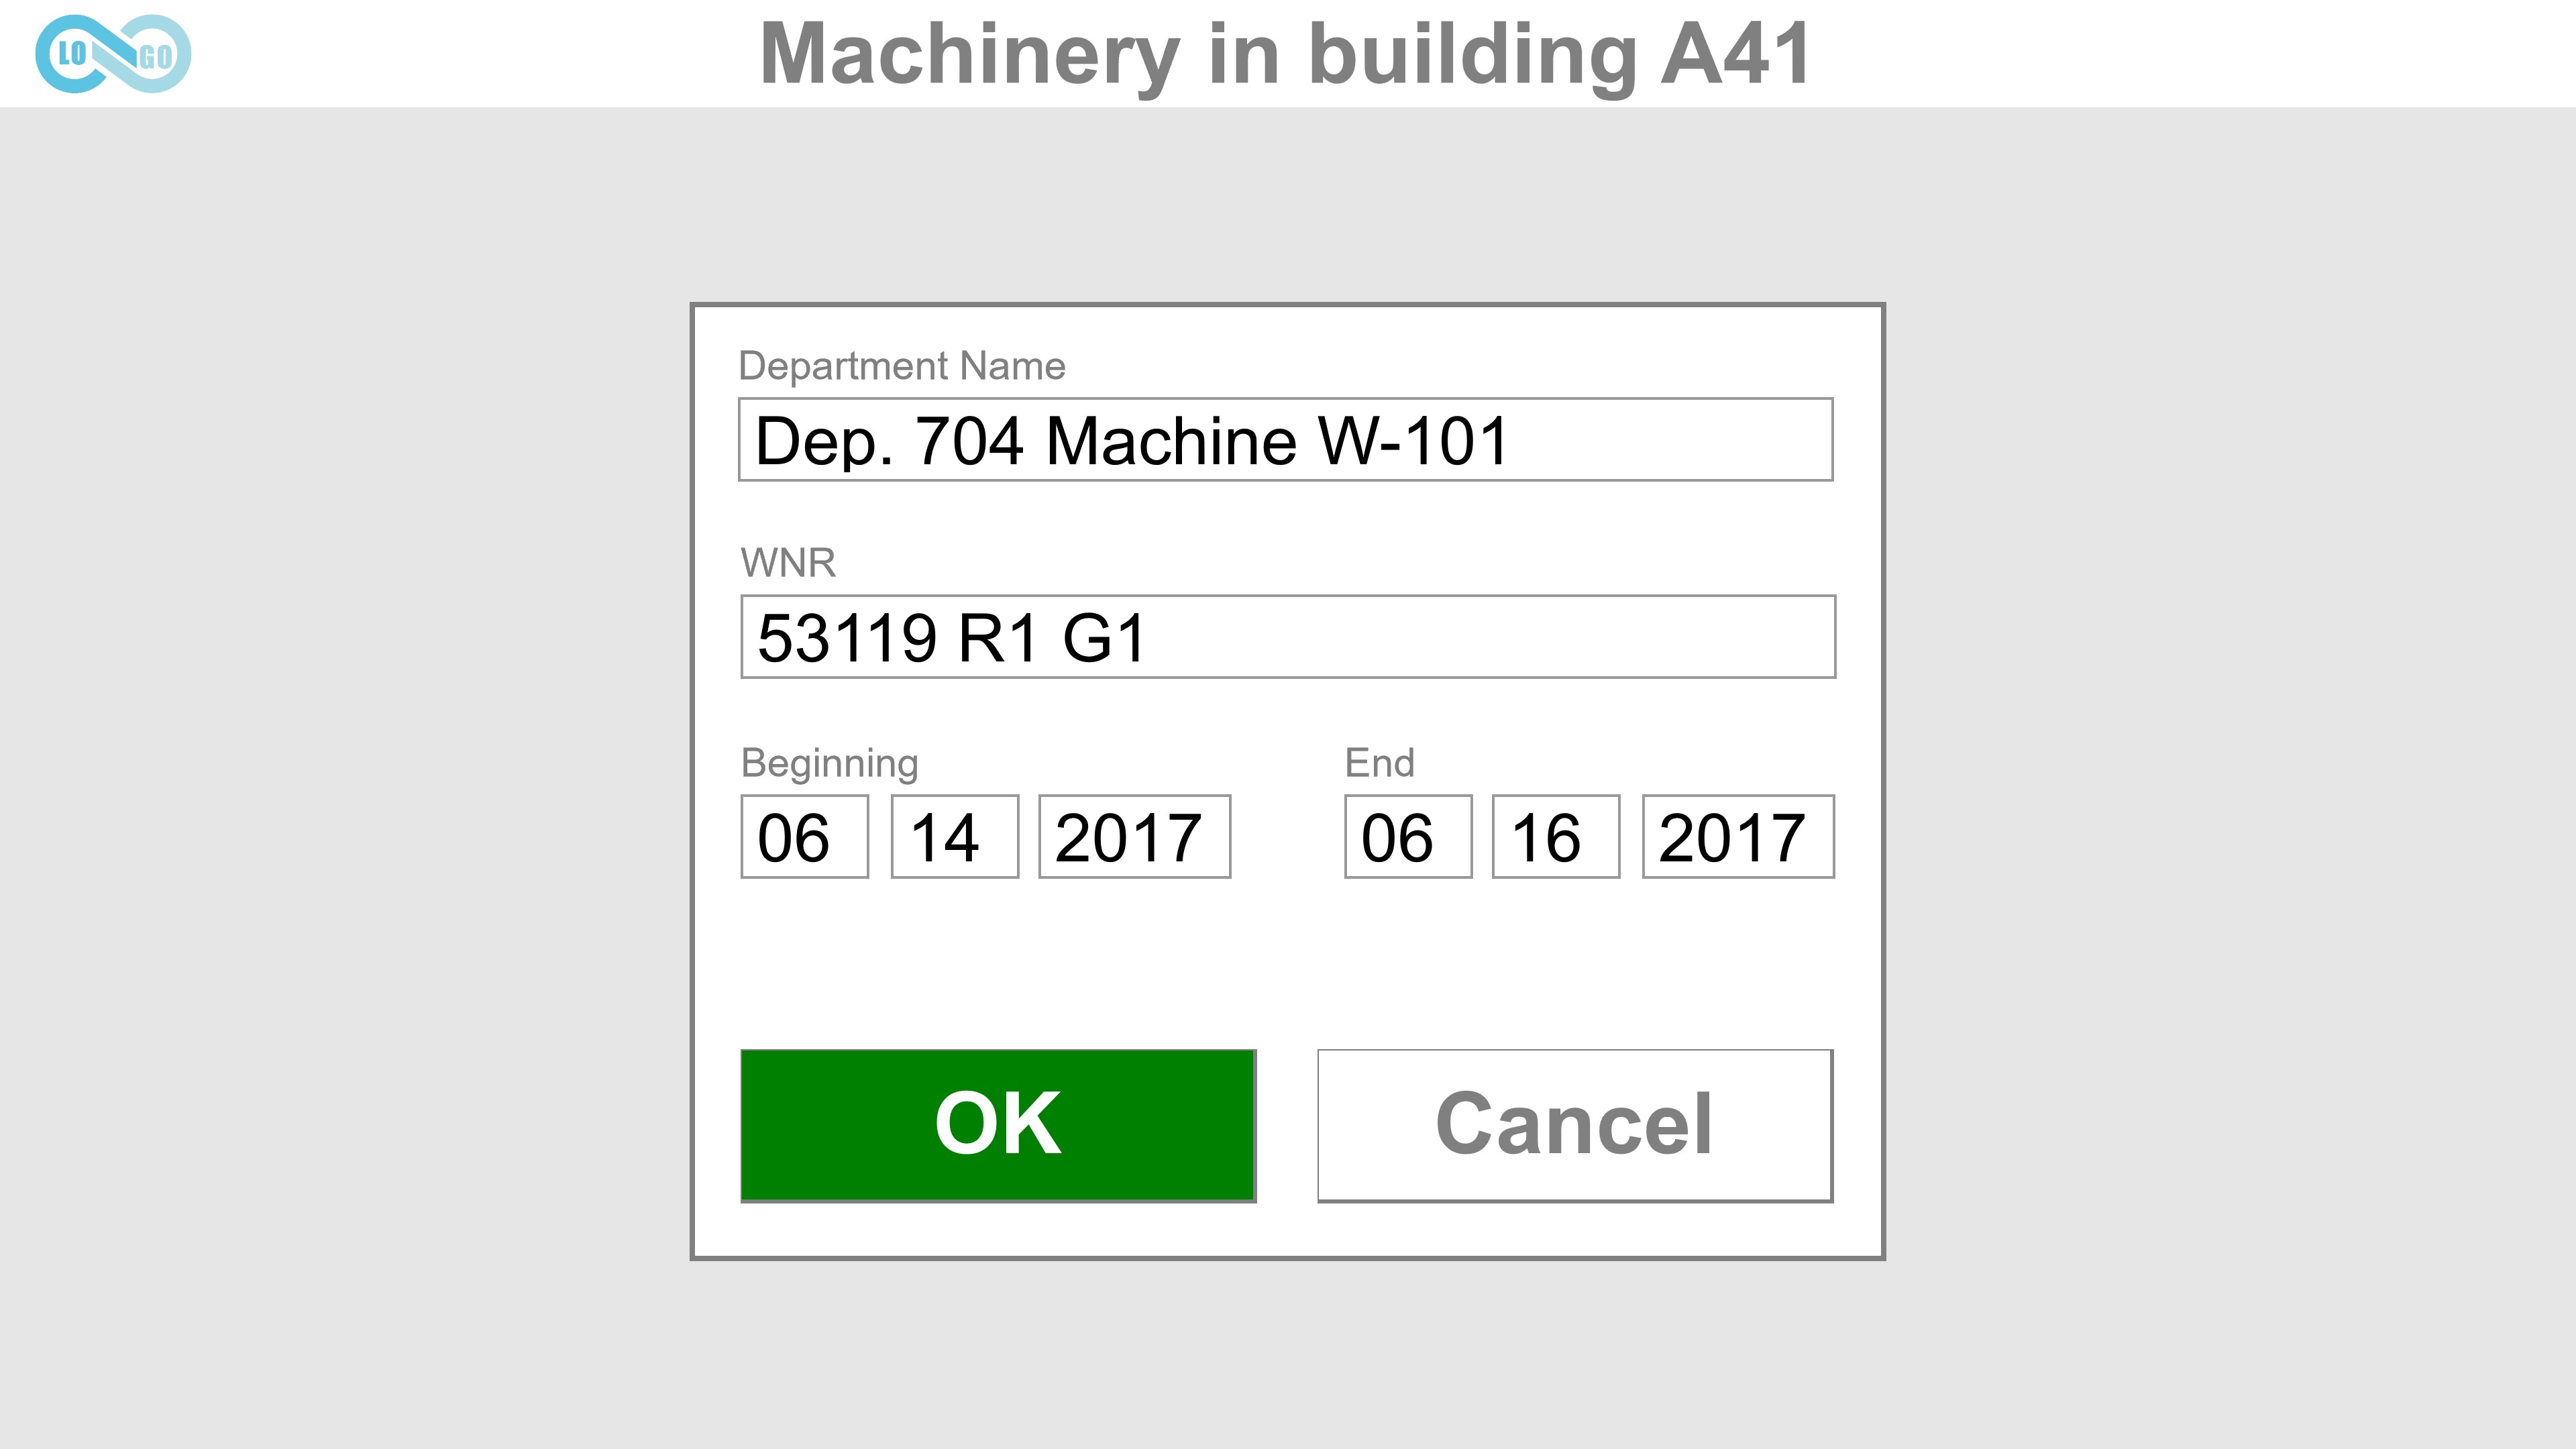 LO GO
Machinery in building A41
Department Name
Dep. 704 Machine W-101
WNR
53119 R1 G1
Beginning End
06 14 2017 06 16 2017
OK Cancel